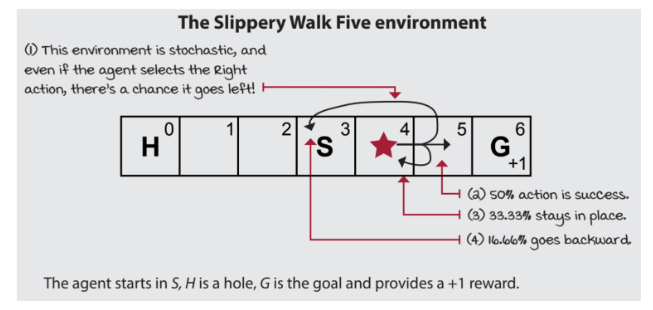 The Slippery Walk Five environment
(1) This environment is stochastic, and
even if the agent selects the Right
action, there's a chance it goes left!
H 0 1 2 S 3 4 5 G 6
+1
(2) 50% action is success.
(3) 33.33% stays in place.
(4) 16.66% goes backward.
The agent starts in S, H is a hole, G is the goal and provides a +1 reward.